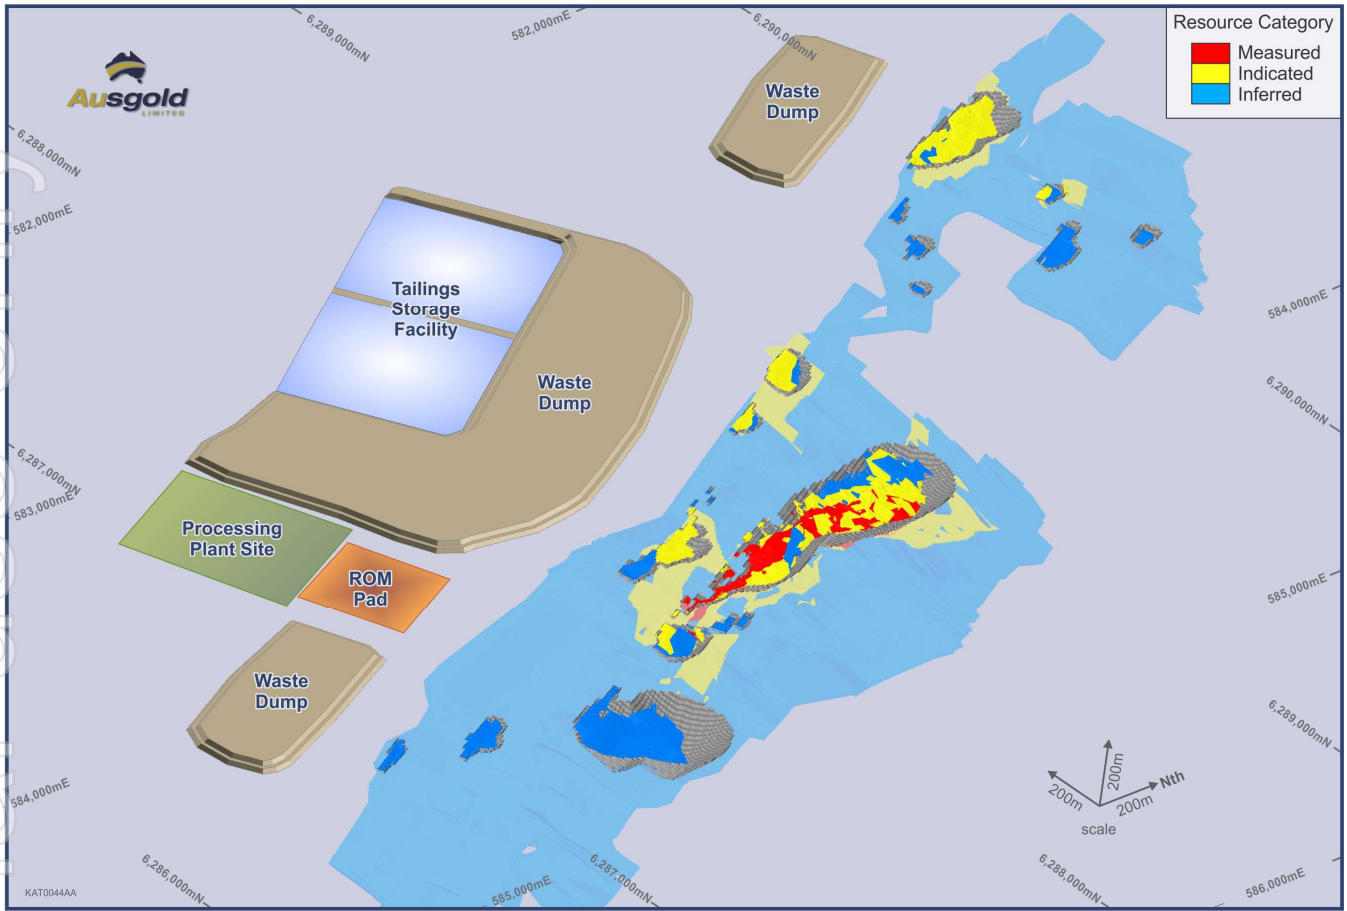 6,289,000mN
582,000mE
6,290,000mN
Resource Category
Measured
Indicated
Inferred
Ausgold
LIMITED
Waste
Dump
6,288,000mN
582,000mE
Tailings
Storage
Facility
584,000mE
Waste
Dump
6,290,000mN
6,287,000mN
583,000mE
Processing
Plant Site
ROM
Pad
585,000mE
Waste
Dump
6,289,000mN
200m
200m
Nth
200m
scale
584,000mE
6,286,000mN
585,000mE
6,287,000mN
6,288,000mN
586,000mE
KAT0044AA